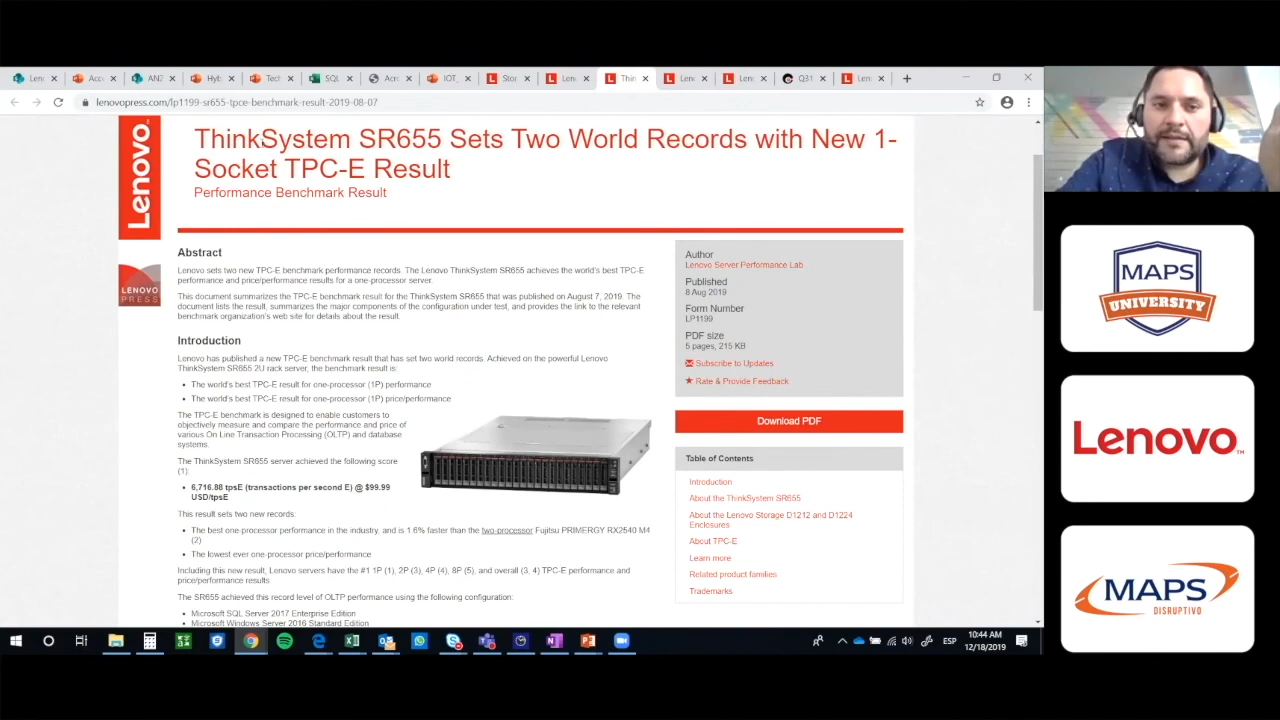 Len
Acc
ANZ
Hyb
Tech
SQL
Acro
IOT_
Stor
Leno
Thin
Len
Len
Q31
Len
lenovopress.com/lp1199-sr655-tpce-benchmark-result-2019-08-07
Lenovo.
ThinkSystem SR655 Sets Two World Records with New 1-
Socket TPC-E Result
Performance Benchmark Result
LENOVO
PRESS
Abstract
Lenovo sets two new TPC-E benchmark performance records. The Lenovo ThinkSystem SR655 achieves the world's best TPC-E
performance and price/performance results for a one-processor server.
This document summarizes the TPC-E benchmark result for the ThinkSystem SR655 that was published on August 7, 2019. The
document lists the result, summarizes the major components of the configuration under test, and provides the link to the relevant
benchmark organization's web site for details about the result.
Introduction
Lenovo has published a new TPC-E benchmark result that has set two world records. Achieved on the powerful Lenovo
ThinkSystem SR655 2U rack server, the benchmark result is:
The world's best TPC-E result for one-processor (1P) performance
The world's best TPC-E result for one-processor (1P) price/performance
The TPC-E benchmark is designed to enable customers to
objectively measure and compare the performance and price of
various On Line Transaction Processing (OLTP) and database
systems.
The ThinkSystem SR655 server achieved the following score
(1):
6,716.88 tpsE (transactions per second E) @ $99.99
USD/tpsE
This result sets two new records:
The best one-processor performance in the industry, and is 1.6% faster than the two-processor Fujitsu PRIMERGY RX2540 M4
(2)
The lowest ever one-processor price/performance
Including this new result, Lenovo servers have the #1 1P (1), 2P (3), 4P (4), 8P (5), and overall (3, 4) TPC-E performance and
price/performance results
The SR655 achieved this record level of OLTP performance using the following configuration:
Microsoft SQL Server 2017 Enterprise Edition
Microsoft Windows Server 2016 Standard Edition
Author
Lenovo Server Performance Lab
Published
8 Aug 2019
Form Number
LP1199
PDF size
5 pages, 215 KB
Subscribe to Updates
Rate & Provide Feedback
Download PDF
Table of Contents
Introduction
About the ThinkSystem SR655
About the Lenovo Storage D1212 and D1224
Enclosures
About TPC-E
Learn more
Related product families
Trademarks
ESP
10:44 AM
12/18/2019
MAPS
UNIVERSITY
Lenovo™
MAPS
DISRUPTIVO